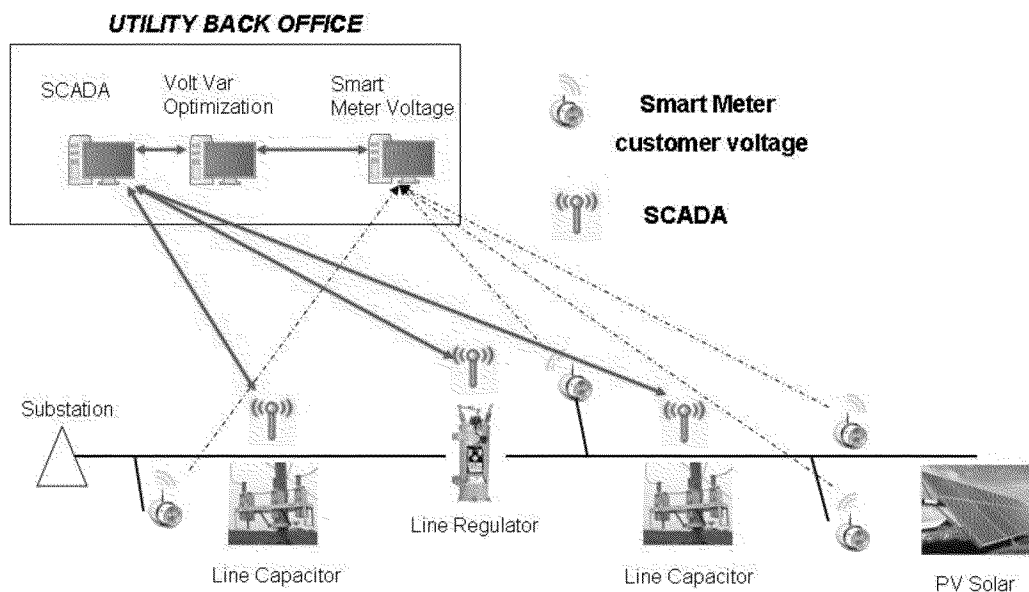 UTILITY BACK OFFICE
SCADA
Volt Var
Optimization
Smart
Meter Voltage
Smart Meter
customer voltage
SCADA
Substation
Line Regulator
Line Capacitor
Line Capacitor
PV Solar